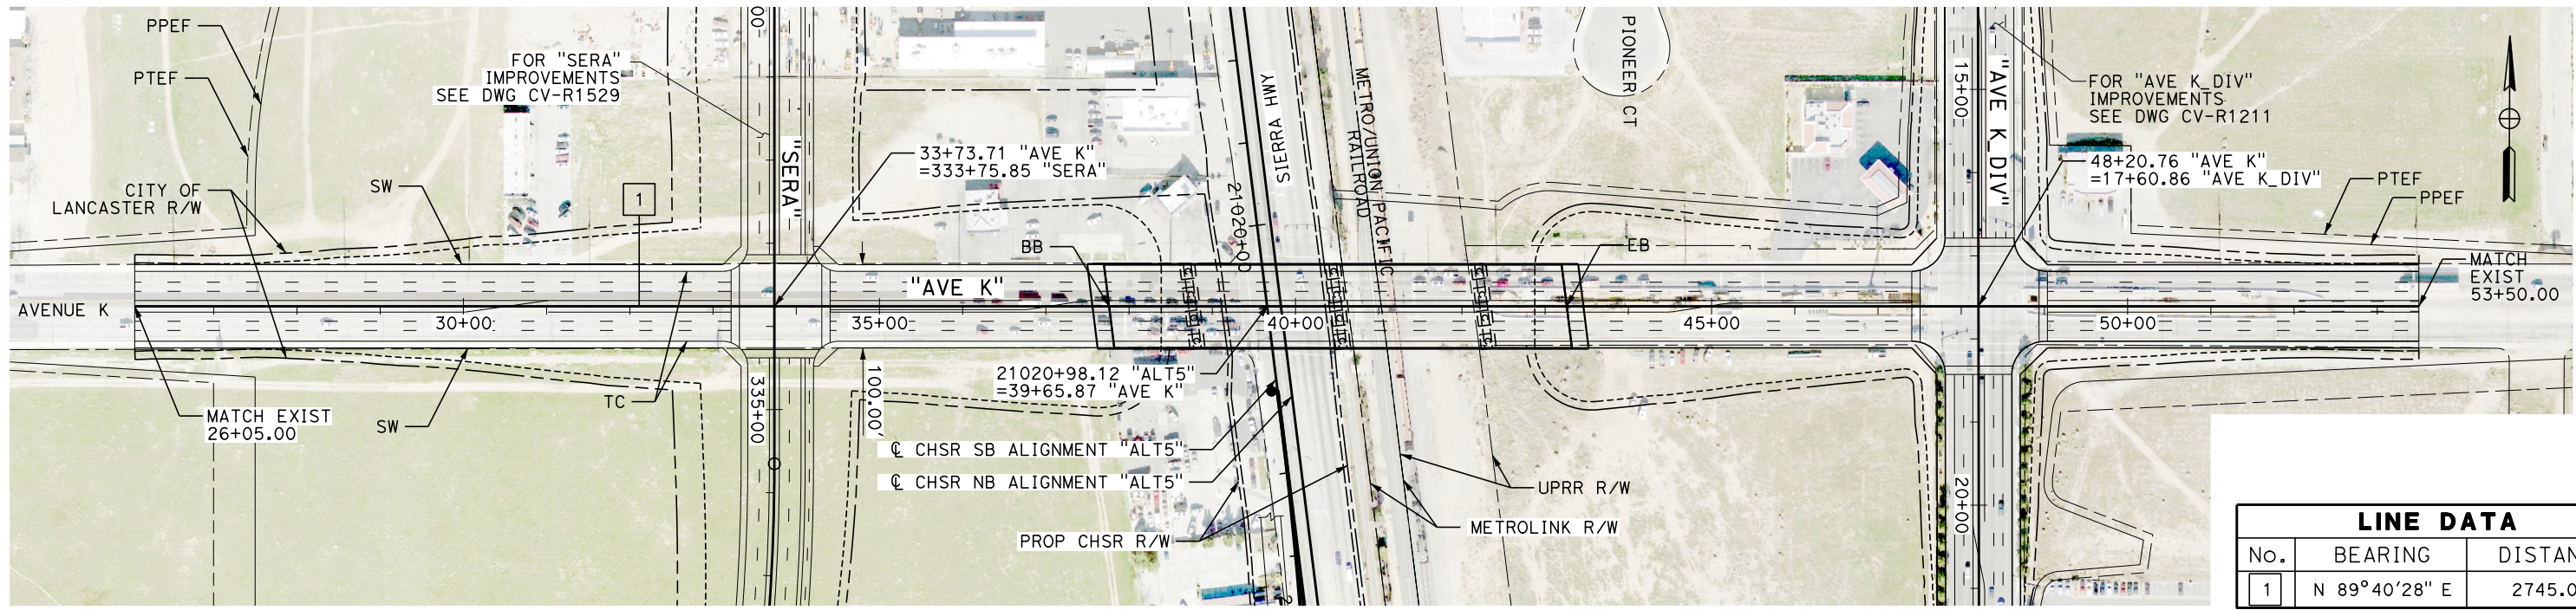 PPEF
PTEF
CITY OF
LANCASTER R/W
SW
1
FOR "SERA"
IMPROVEMENTS
SEE DWG CV-R1529
"SERA"
33+73.71 "AVE K"
=333+75.85 "SERA"
BB
21020+00
SIERRA HWY
METRO/UNION PACIFIC
RAILROAD
PIONEER CT
EB
15+00
"AVE K_DIV"
FOR "AVE K_DIV"
IMPROVEMENTS
SEE DWG CV-R1211
48+20.76 "AVE K"
=17+60.86 "AVE K_DIV"
PTEF
PPEF
MATCH
EXIST
53+50.00
AVENUE K
"AVE K"
30+00
35+00
40+00
45+00
50+00
MATCH EXIST
26+05.00
SW
TC
335+00
100.00'
21020+98.12 "ALT5"
=39+65.87 "AVE K"
℄ CHSR SB ALIGNMENT "ALT5"
℄ CHSR NB ALIGNMENT "ALT5"
PROP CHSR R/W
UPRR R/W
METROLINK R/W
20+00
LINE DATA
No. BEARING DISTAN
1 N 89°40'28" E 2745.0